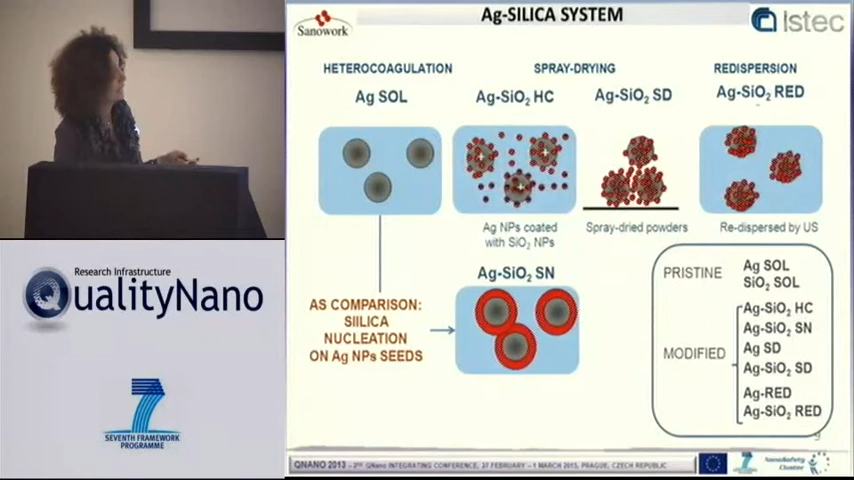 Sanowork
Ag-SILICA SYSTEM
Istec
HETEROCOAGULATION
SPRAY-DRYING
REDISPERSION
Ag SOL
Ag-SiO₂ HC
Ag-SiO₂ SD
Ag-SiO₂ RED
Ag NPs coated
with SiO₂ NPs
Spray-dried powders
Re-dispersed by US
Ag-SiO₂ SN
AS COMPARISON:
SIILICA
NUCLEATION
ON Ag NPs SEEDS
PRISTINE
Ag SOL
SiO₂ SOL
MODIFIED
Ag-SiO₂ HC
Ag-SiO₂ SN
Ag SD
Ag-SiO₂ SD
Ag-RED
Ag-SiO₂ RED
9
QNANO 2013 – 2ND QNano INTEGRATING CONFERENCE, 27 FEBRUARY – 1 MARCH 2013, PRAGUE, CZECH REPUBLIC
NanoSafety
Cluster
Research Infrastructure
QualityNano
7
SEVENTH FRAMEWORK
PROGRAMME